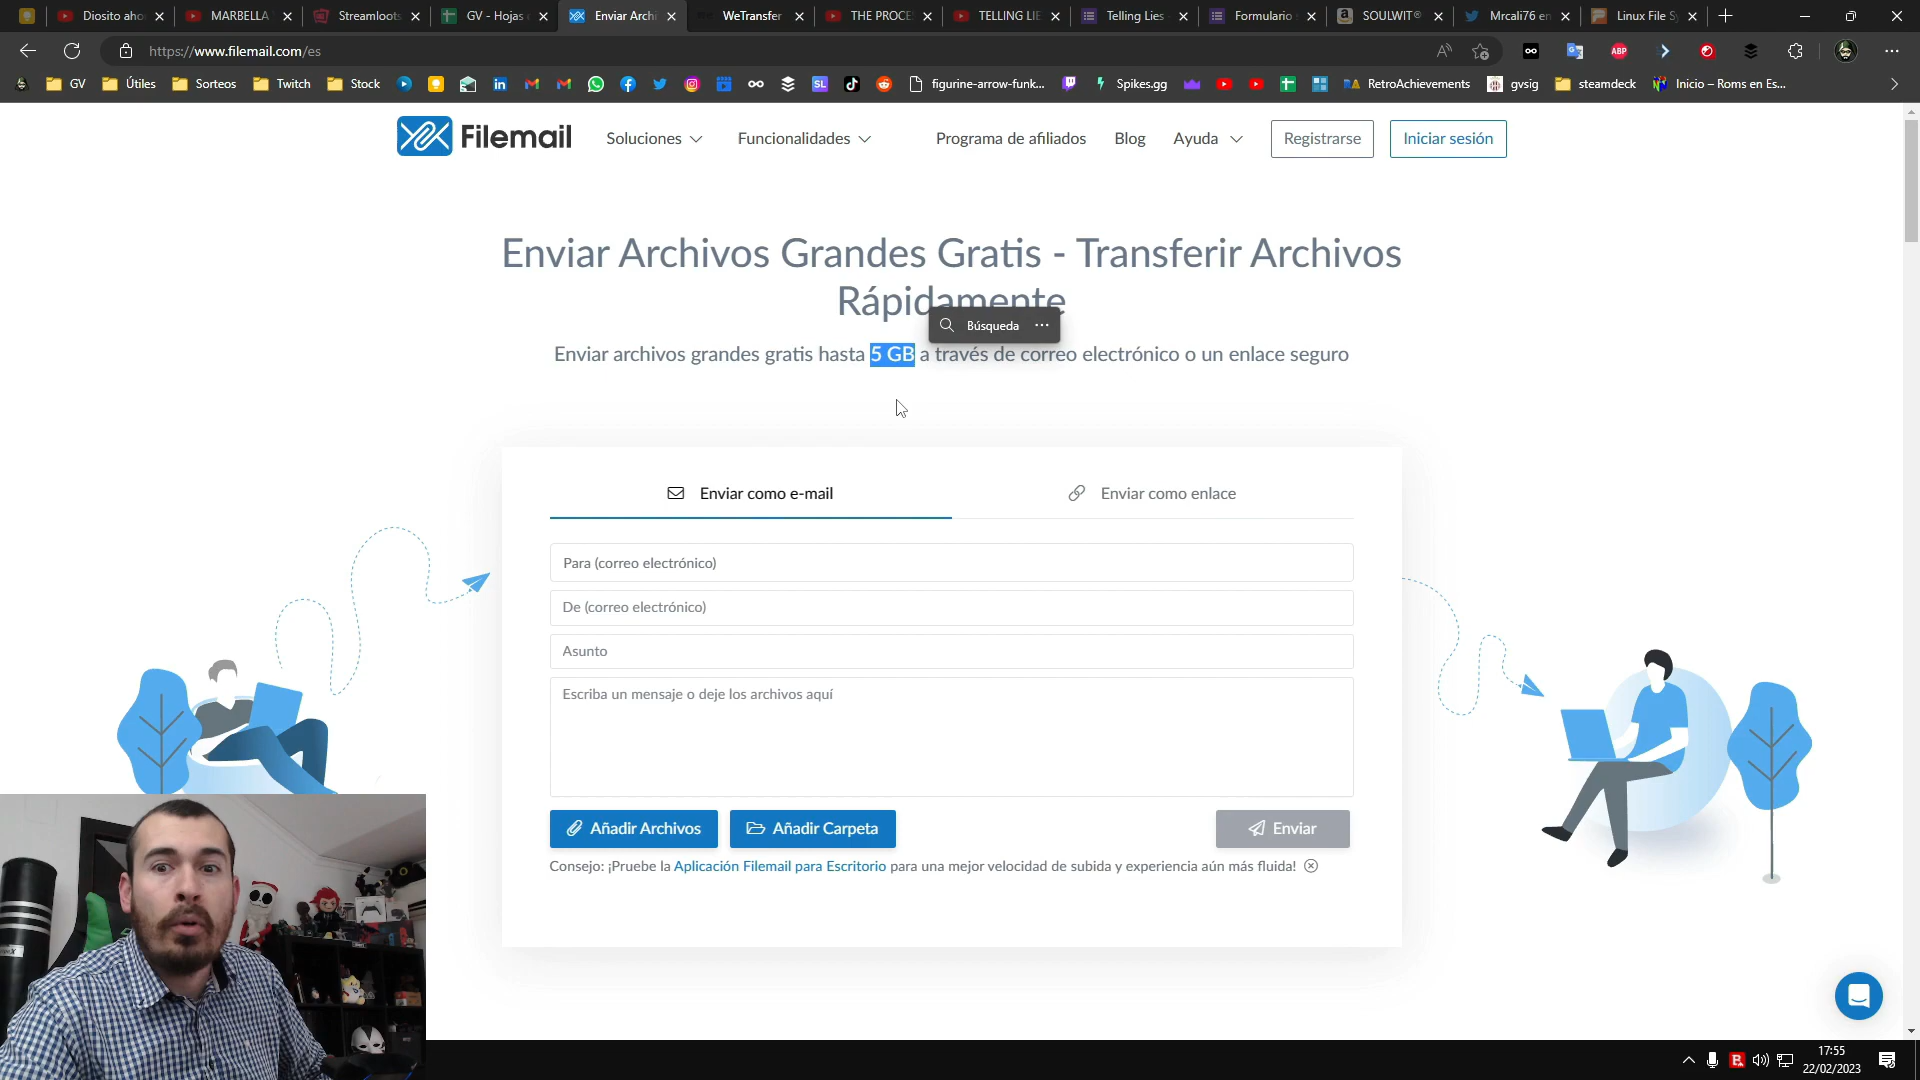 Diosito aho
MARBELLA
Streamloots
GV - Hojas
Enviar Archi
WeTransfer
THE PROCE
TELLING LIE
Telling Lies
Formulario
SOULWIT®
Mrcali76 en
Linux File Sy
https://www.filemail.com/es
GV
Útiles
Sorteos
Twitch
Stock
figurine-arrow-funk...
Spikes.gg
RetroAchievements
gvsig
steamdeck
Inicio – Roms en Es...
Filemail
Soluciones
Funcionalidades
Programa de afiliados
Blog
Ayuda
Registrarse
Iniciar sesión
Enviar Archivos Grandes Gratis - Transferir Archivos
Rápidamente
Búsqueda
Enviar archivos grandes gratis hasta 5 GB a través de correo electrónico o un enlace seguro
Enviar como e-mail
Enviar como enlace
Para (correo electrónico)
De (correo electrónico)
Asunto
Escriba un mensaje o deje los archivos aquí
Añadir Archivos
Añadir Carpeta
Enviar
Consejo: ¡Pruebe la Aplicación Filemail para Escritorio para una mejor velocidad de subida y experiencia aún más fluida!
17:55
22/02/2023